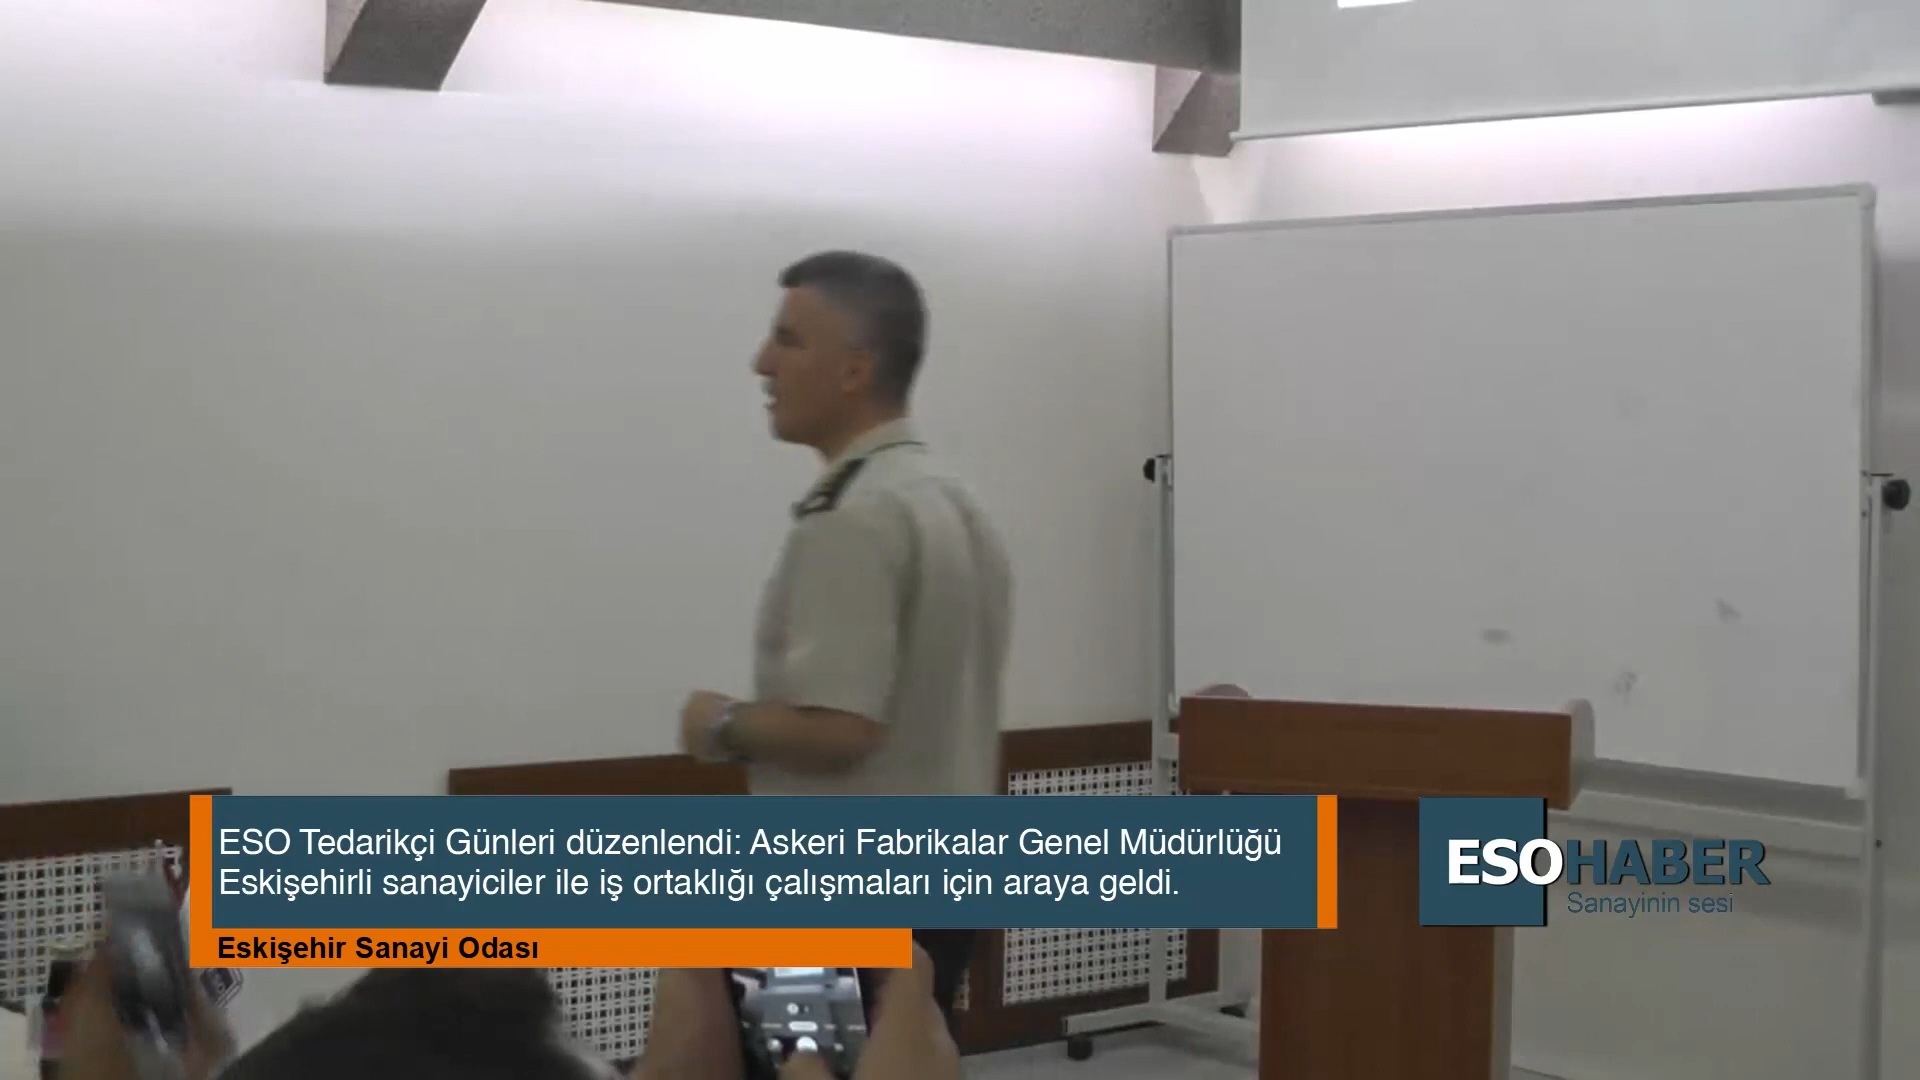 ESO Tedarikçi Günleri düzenlendi: Askeri Fabrikalar Genel Müdürlüğü
Eskişehirli sanayiciler ile iş ortaklığı çalışmaları için araya geldi.
Eskişehir Sanayi Odası
ESOHABER
Sanayinin sesi